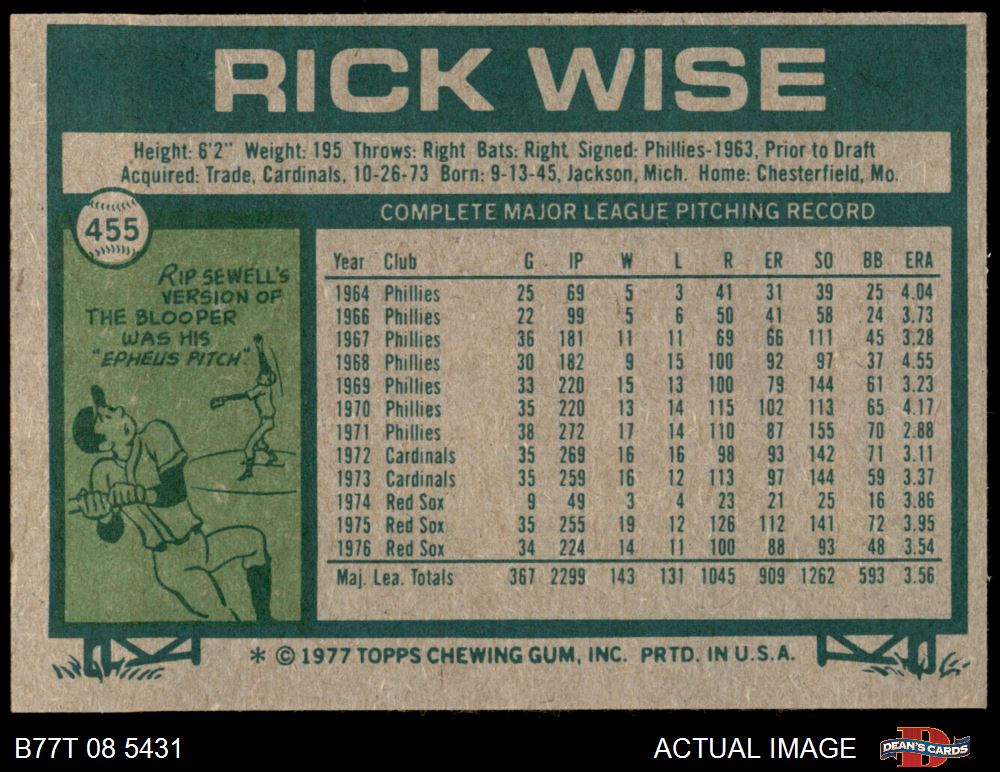 RICK WISE
Height: 6'2" Weight: 195 Throws: Right Bats: Right Signed: Phillies-1963, Prior to Draft
Acquired: Trade, Cardinals, 10-26-73 Born: 9-13-45, Jackson, Mich. Home: Chesterfield, Mo.
455
COMPLETE MAJOR LEAGUE PITCHING RECORD
RIP SEWELL'S
VERSION OF
THE BLOOPER
WAS HIS
"EPHEUS PITCH".
Year Club G IP W L R ER SO BB ERA
1964 Phillies 25 69 5 3 41 31 39 25 4.04
1966 Phillies 22 99 5 6 50 41 58 24 3.73
1967 Phillies 36 181 11 11 69 66 111 45 3.28
1968 Phillies 30 182 9 15 100 92 97 37 4.55
1969 Phillies 33 220 15 13 100 79 144 61 3.23
1970 Phillies 35 220 13 14 115 102 113 65 4.17
1971 Phillies 38 272 17 14 110 87 155 70 2.88
1972 Cardinals 35 269 16 16 98 93 142 71 3.11
1973 Cardinals 35 259 16 12 113 97 144 59 3.37
1974 Red Sox 9 49 3 4 23 21 25 16 3.86
1975 Red Sox 35 255 19 12 126 112 141 72 3.95
1976 Red Sox 34 224 14 11 100 88 93 48 3.54
Maj. Lea. Totals 367 2299 143 131 1045 909 1262 593 3.56
* © 1977 TOPPS CHEWING GUM, INC. PRTD. IN U.S.A.
B77T 08 5431
ACTUAL IMAGE
DEAN'S CARDS